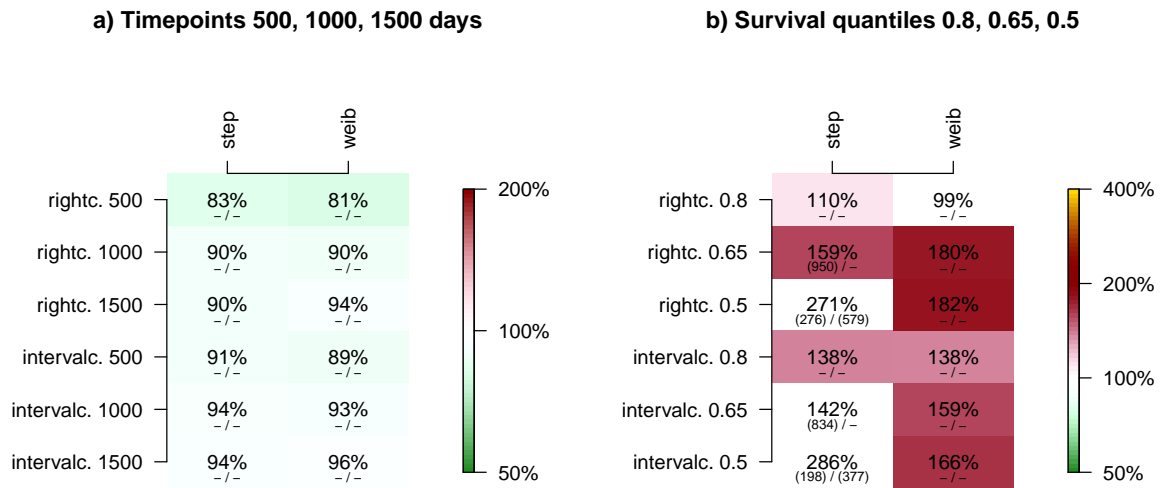 a) Timepoints 500, 1000, 1500 days
step
weib
rightc. 500
83%
– / –
81%
– / –
rightc. 1000
90%
– / –
90%
– / –
rightc. 1500
90%
– / –
94%
– / –
intervalc. 500
91%
– / –
89%
– / –
intervalc. 1000
94%
– / –
93%
– / –
intervalc. 1500
94%
– / –
96%
– / –
200%
100%
50%
b) Survival quantiles 0.8, 0.65, 0.5
step
weib
rightc. 0.8
110%
– / –
99%
– / –
rightc. 0.65
159%
(950) / –
180%
– / –
rightc. 0.5
271%
(276) / (579)
182%
– / –
intervalc. 0.8
138%
– / –
138%
– / –
intervalc. 0.65
142%
(834) / –
159%
– / –
intervalc. 0.5
286%
(198) / (377)
166%
– / –
400%
200%
100%
50%